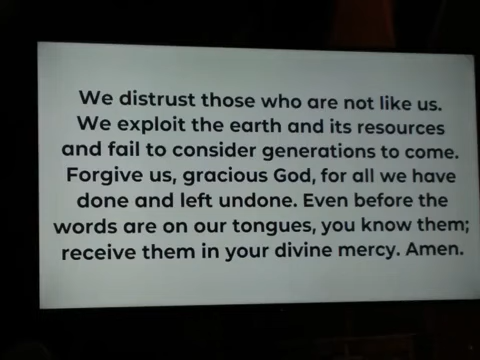 We distrust those who are not like us.
We exploit the earth and its resources
and fail to consider generations to come.
Forgive us, gracious God, for all we have
done and left undone. Even before the
words are on our tongues, you know them;
receive them in your divine mercy. Amen.